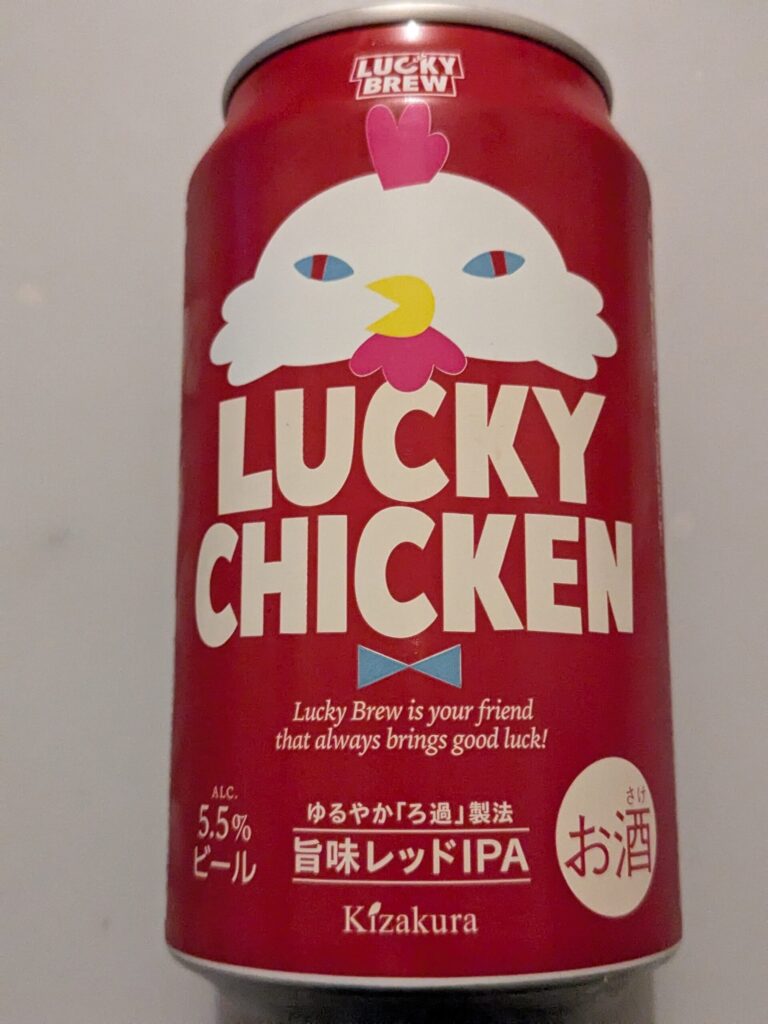 LUCKY
BREW
LUCKY
CHICKEN
Lucky Brew is your friend
that always brings good luck!
ALC.
5.5%
ビール
ゆるやか「ろ過」製法
旨味レッドIPA
さけ
お酒
Kizakura